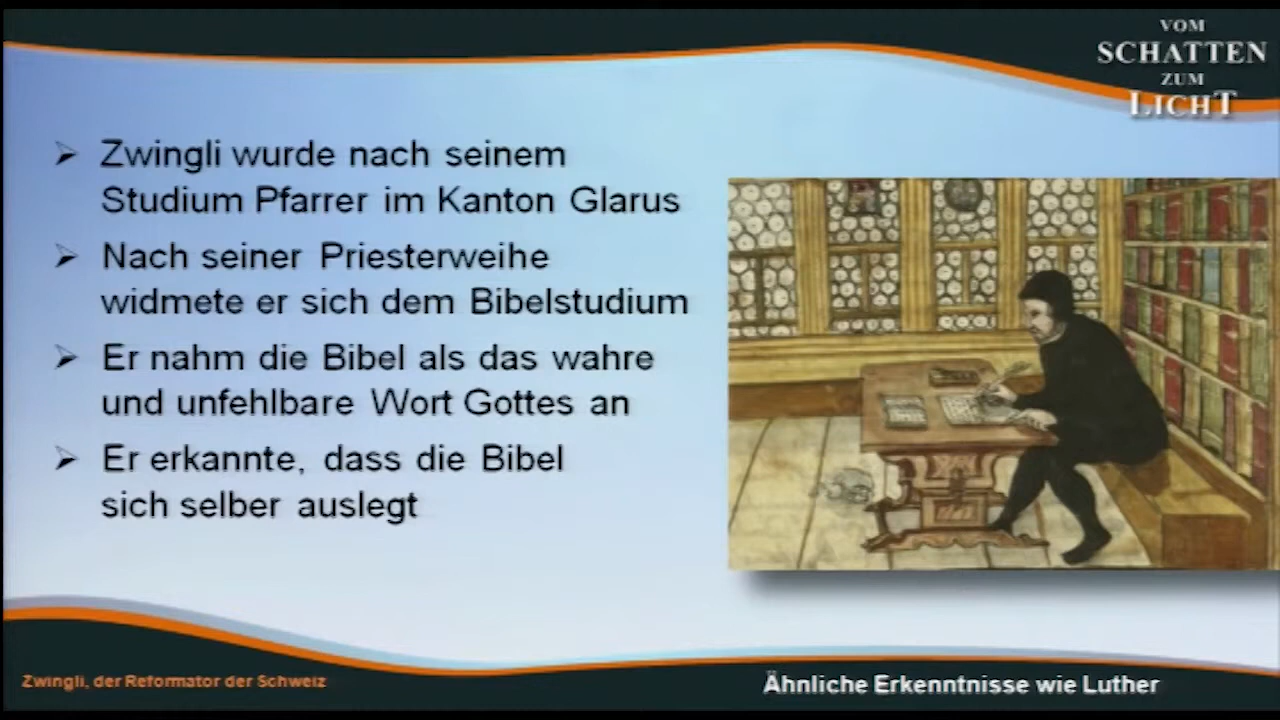 VOM
SCHATTEN
ZUM
LICHT
Zwingli wurde nach seinem
Studium Pfarrer im Kanton Glarus
Nach seiner Priesterweihe
widmete er sich dem Bibelstudium
Er nahm die Bibel als das wahre
und unfehlbare Wort Gottes an
Er erkannte, dass die Bibel
sich selber auslegt
Zwingli, der Reformator der Schweiz
Ähnliche Erkenntnisse wie Luther